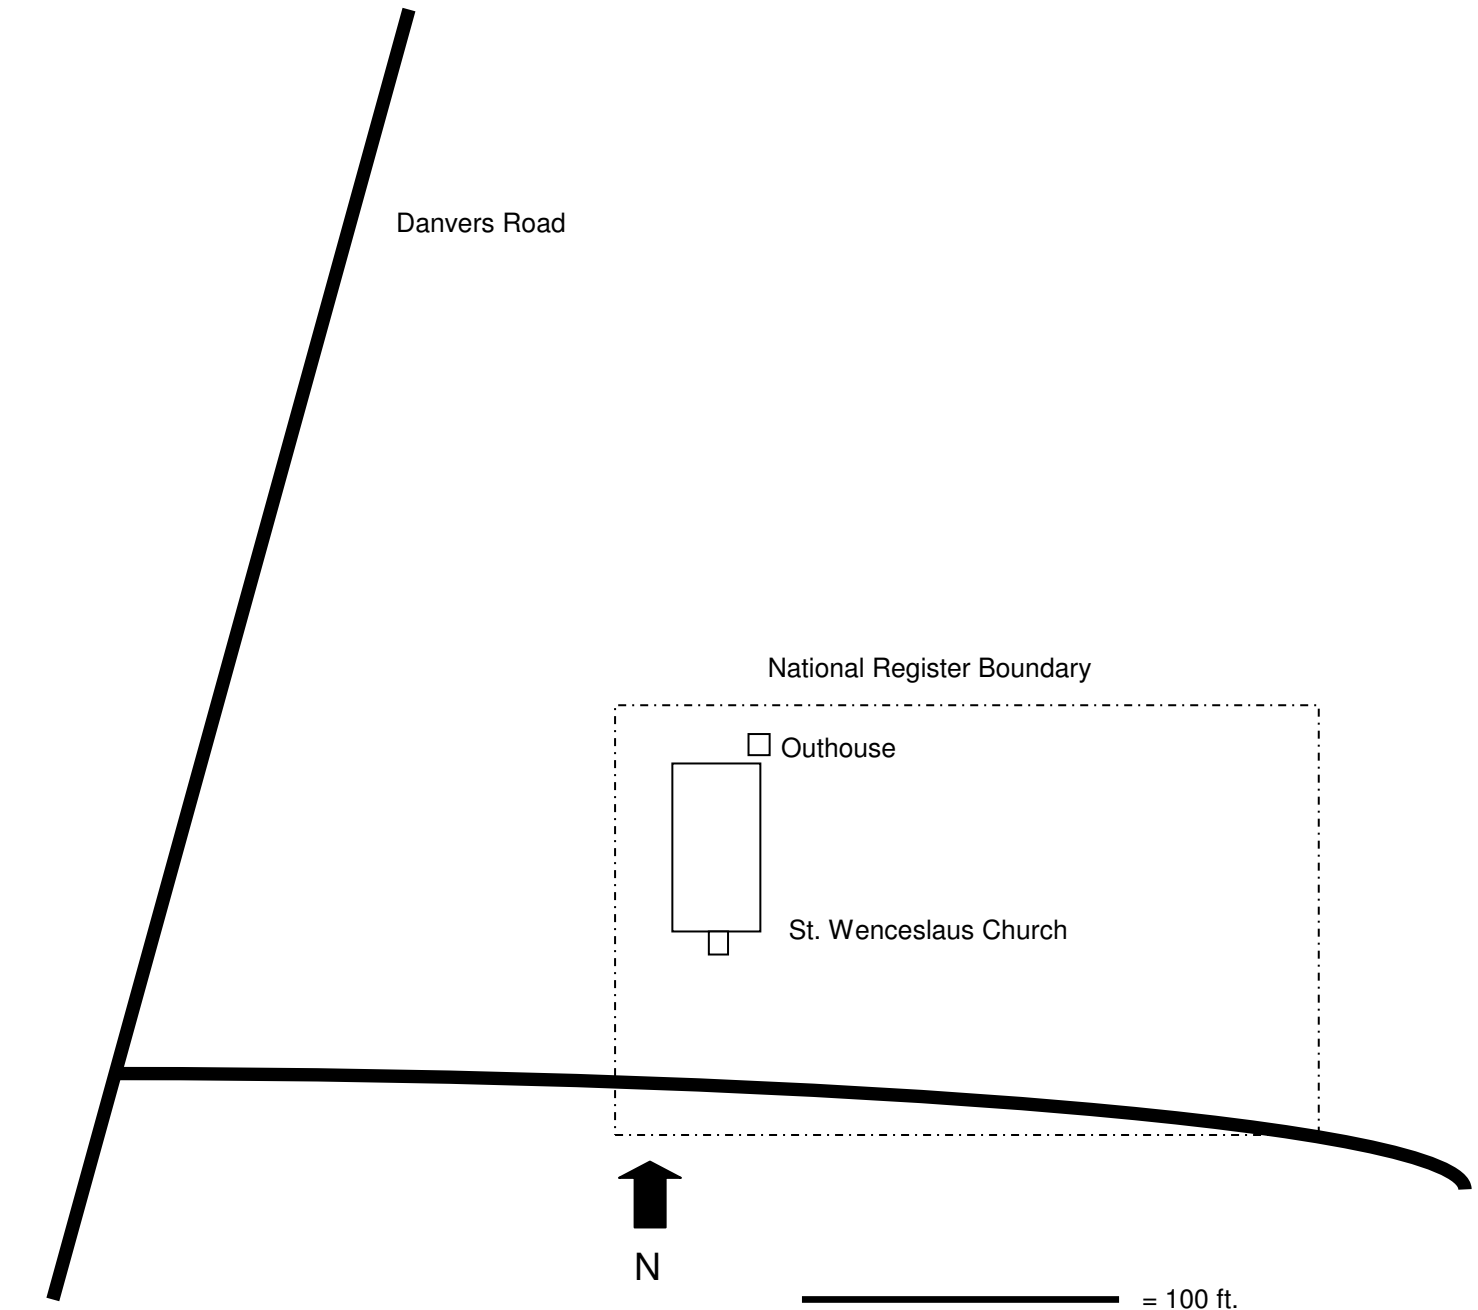 Danvers Road
National Register Boundary
Outhouse
St. Wenceslaus Church
N
= 100 ft.